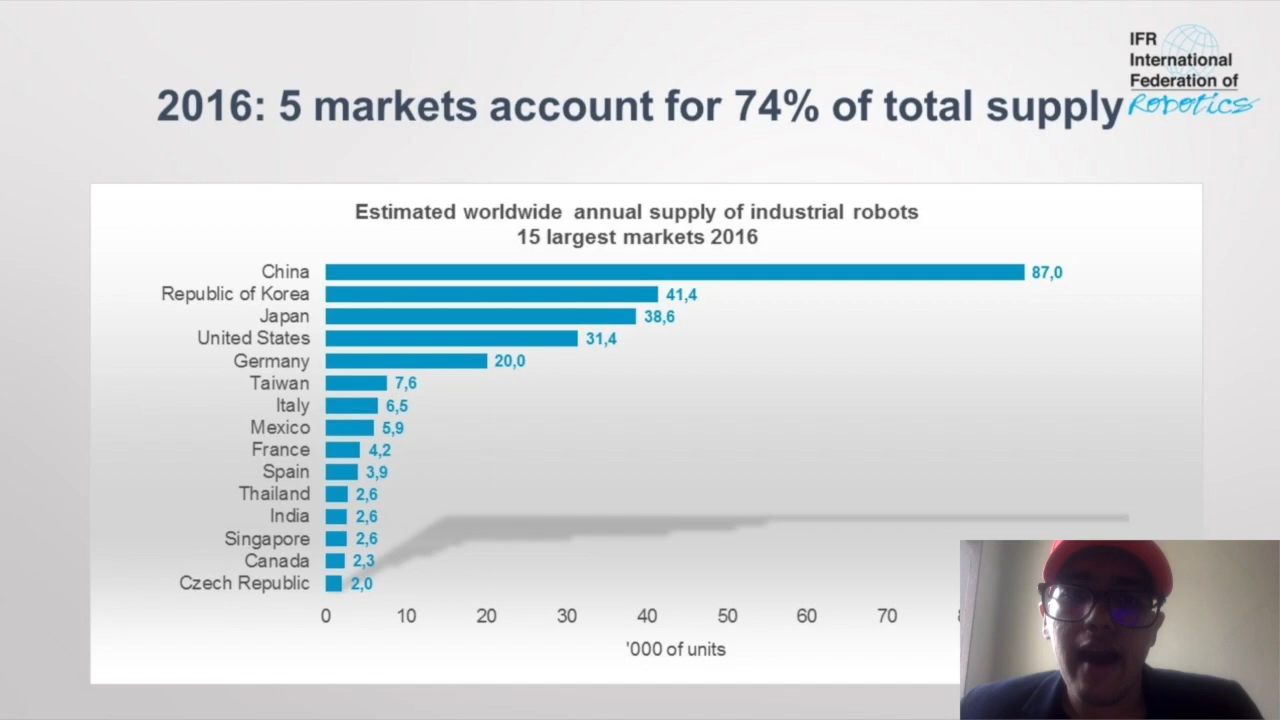 IFR
International
Federation of
Robotics
2016: 5 markets account for 74% of total supply
Estimated worldwide annual supply of industrial robots
15 largest markets 2016
China 87,0
Republic of Korea 41,4
Japan 38,6
United States 31,4
Germany 20,0
Taiwan 7,6
Italy 6,5
Mexico 5,9
France 4,2
Spain 3,9
Thailand 2,6
India 2,6
Singapore 2,6
Canada 2,3
Czech Republic 2,0
0 10 20 30 40 50 60 70
'000 of units